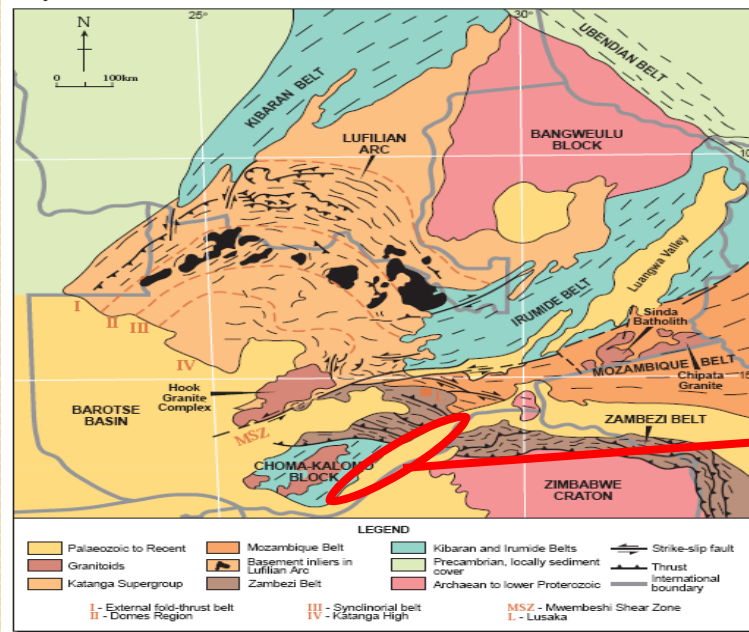 25°
30°
N
0 100km
KIBARAN BELT
UBENDIAN BELT
LUFILIAN
ARC
BANGWEULU
BLOCK
10
Luangwa Valley
IRUMIDE BELT
I
II
III
IV
Sinda
Batholith
MOZAMBIQUE BELT
Chipata
Granite
15
Hook
Granite
Complex
BAROTSE
BASIN
MSZ
ZAMBEZI BELT
CHOMA-KALOMO
BLOCK
ZIMBABWE
CRATON
LEGEND
Palaeozoic to Recent
Mozambique Belt
Kibaran and Irumide Belts
Strike-slip fault
Granitoids
Basement inliers in
Lufilian Arc
Precambrian, locally sediment
cover
Thrust
International
boundary
Katanga Supergroup
Zambezi Belt
Archaean to lower Proterozoic
I - External fold-thrust belt
III - Synclinorial belt
MSZ - Mwembeshi Shear Zone
II - Domes Region
IV - Katanga High
L - Lusaka